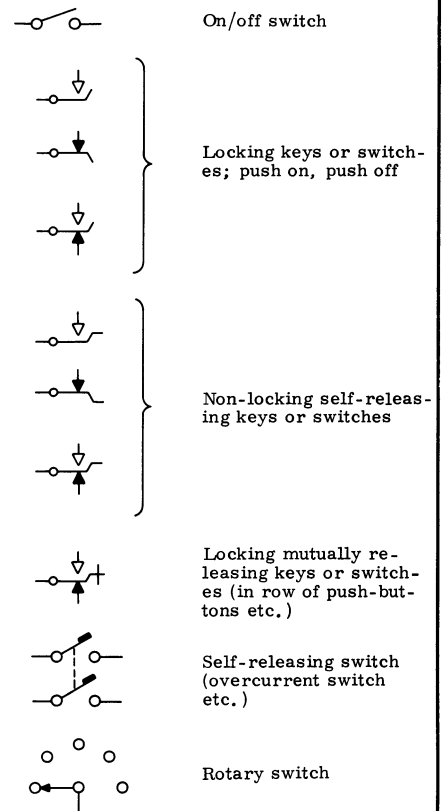 On/off switch
Locking keys or switch-
es; push on, push off
Non-locking self-releas-
ing keys or switches
Locking mutually re-
leasing keys or switch-
es (in row of push-but-
tons etc.)
Self-releasing switch
(overcurrent switch
etc.)
Rotary switch